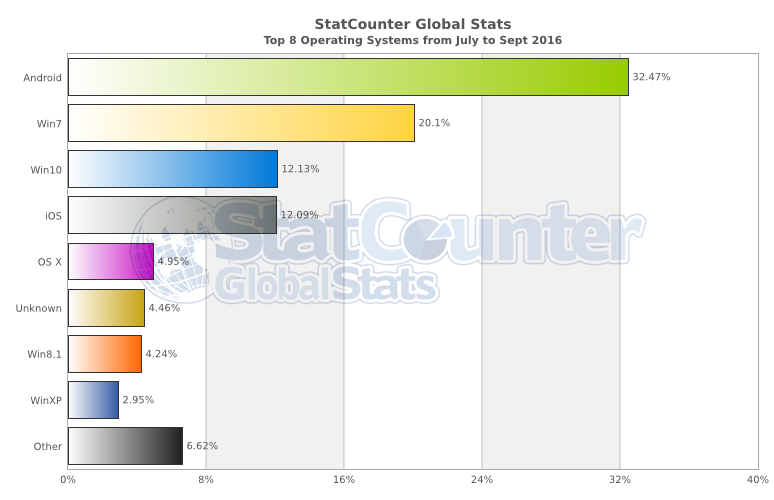 StatCounter Global Stats
Top 8 Operating Systems from July to Sept 2016
Android 32.47%
Win7 20.1%
Win10 12.13%
iOS 12.09%
StatCounter
OS X 4.95%
GlobalStats
Unknown 4.46%
Win8.1 4.24%
WinXP 2.95%
Other 6.62%
0% 8% 16% 24% 32% 40%